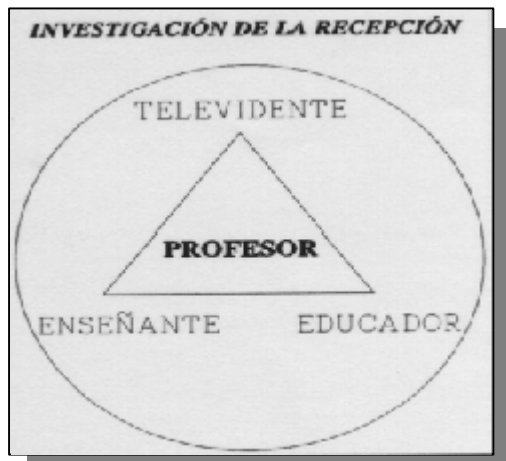 INVESTIGACIÓN DE LA RECEPCIÓN
TELEVIDENTE
PROFESOR
ENSEÑANTE EDUCADOR